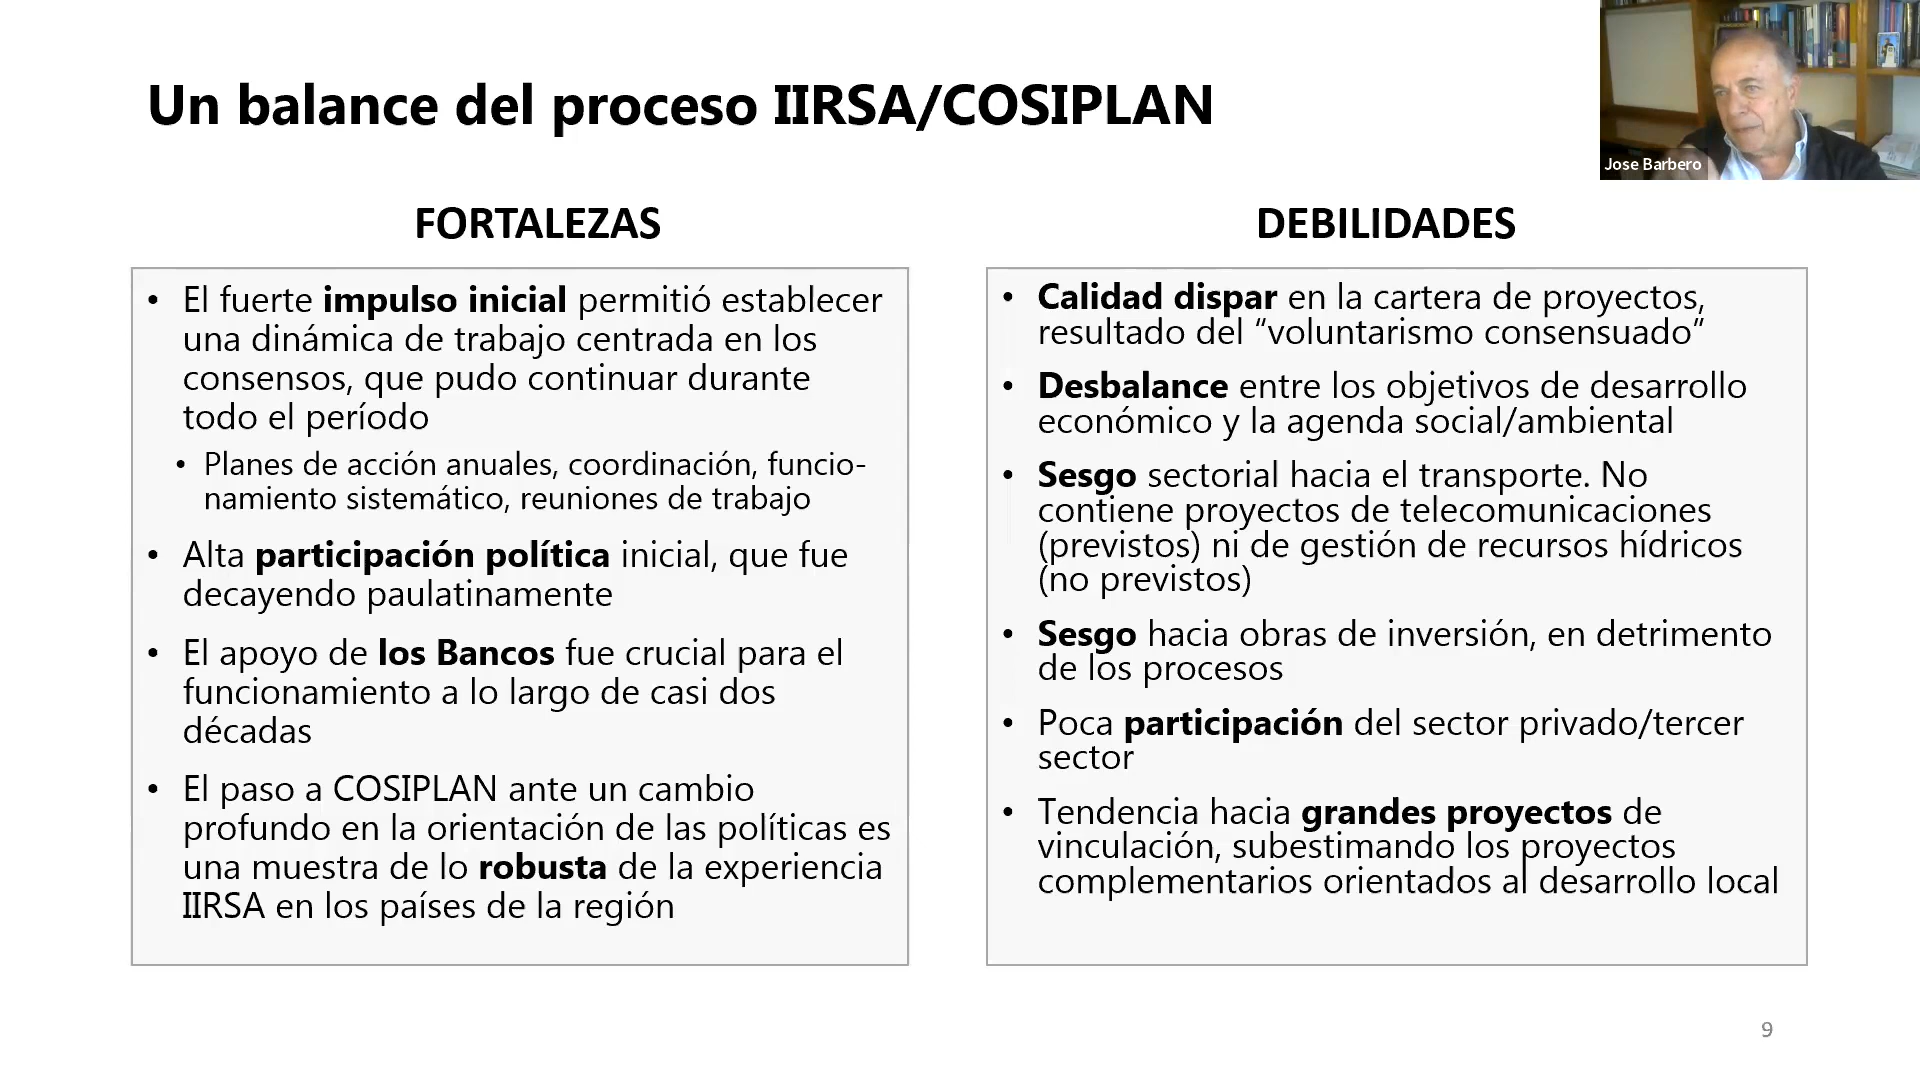 Un balance del proceso IIRSA/COSIPLAN
Jose Barbero
FORTALEZAS
• El fuerte impulso inicial permitió establecer
una dinámica de trabajo centrada en los
consensos, que pudo continuar durante
todo el período
• Planes de acción anuales, coordinación, funcio-
namiento sistemático, reuniones de trabajo
• Alta participación política inicial, que fue
decayendo paulatinamente
• El apoyo de los Bancos fue crucial para el
funcionamiento a lo largo de casi dos
décadas
• El paso a COSIPLAN ante un cambio
profundo en la orientación de las políticas es
una muestra de lo robusta de la experiencia
IIRSA en los países de la región
DEBILIDADES
• Calidad dispar en la cartera de proyectos,
resultado del “voluntarismo consensuado”
• Desbalance entre los objetivos de desarrollo
económico y la agenda social/ambiental
• Sesgo sectorial hacia el transporte. No
contiene proyectos de telecomunicaciones
(previstos) ni de gestión de recursos hídricos
(no previstos)
• Sesgo hacia obras de inversión, en detrimento
de los procesos
• Poca participación del sector privado/tercer
sector
• Tendencia hacia grandes proyectos de
vinculación, subestimando los proyectos
complementarios orientados al desarrollo local
9